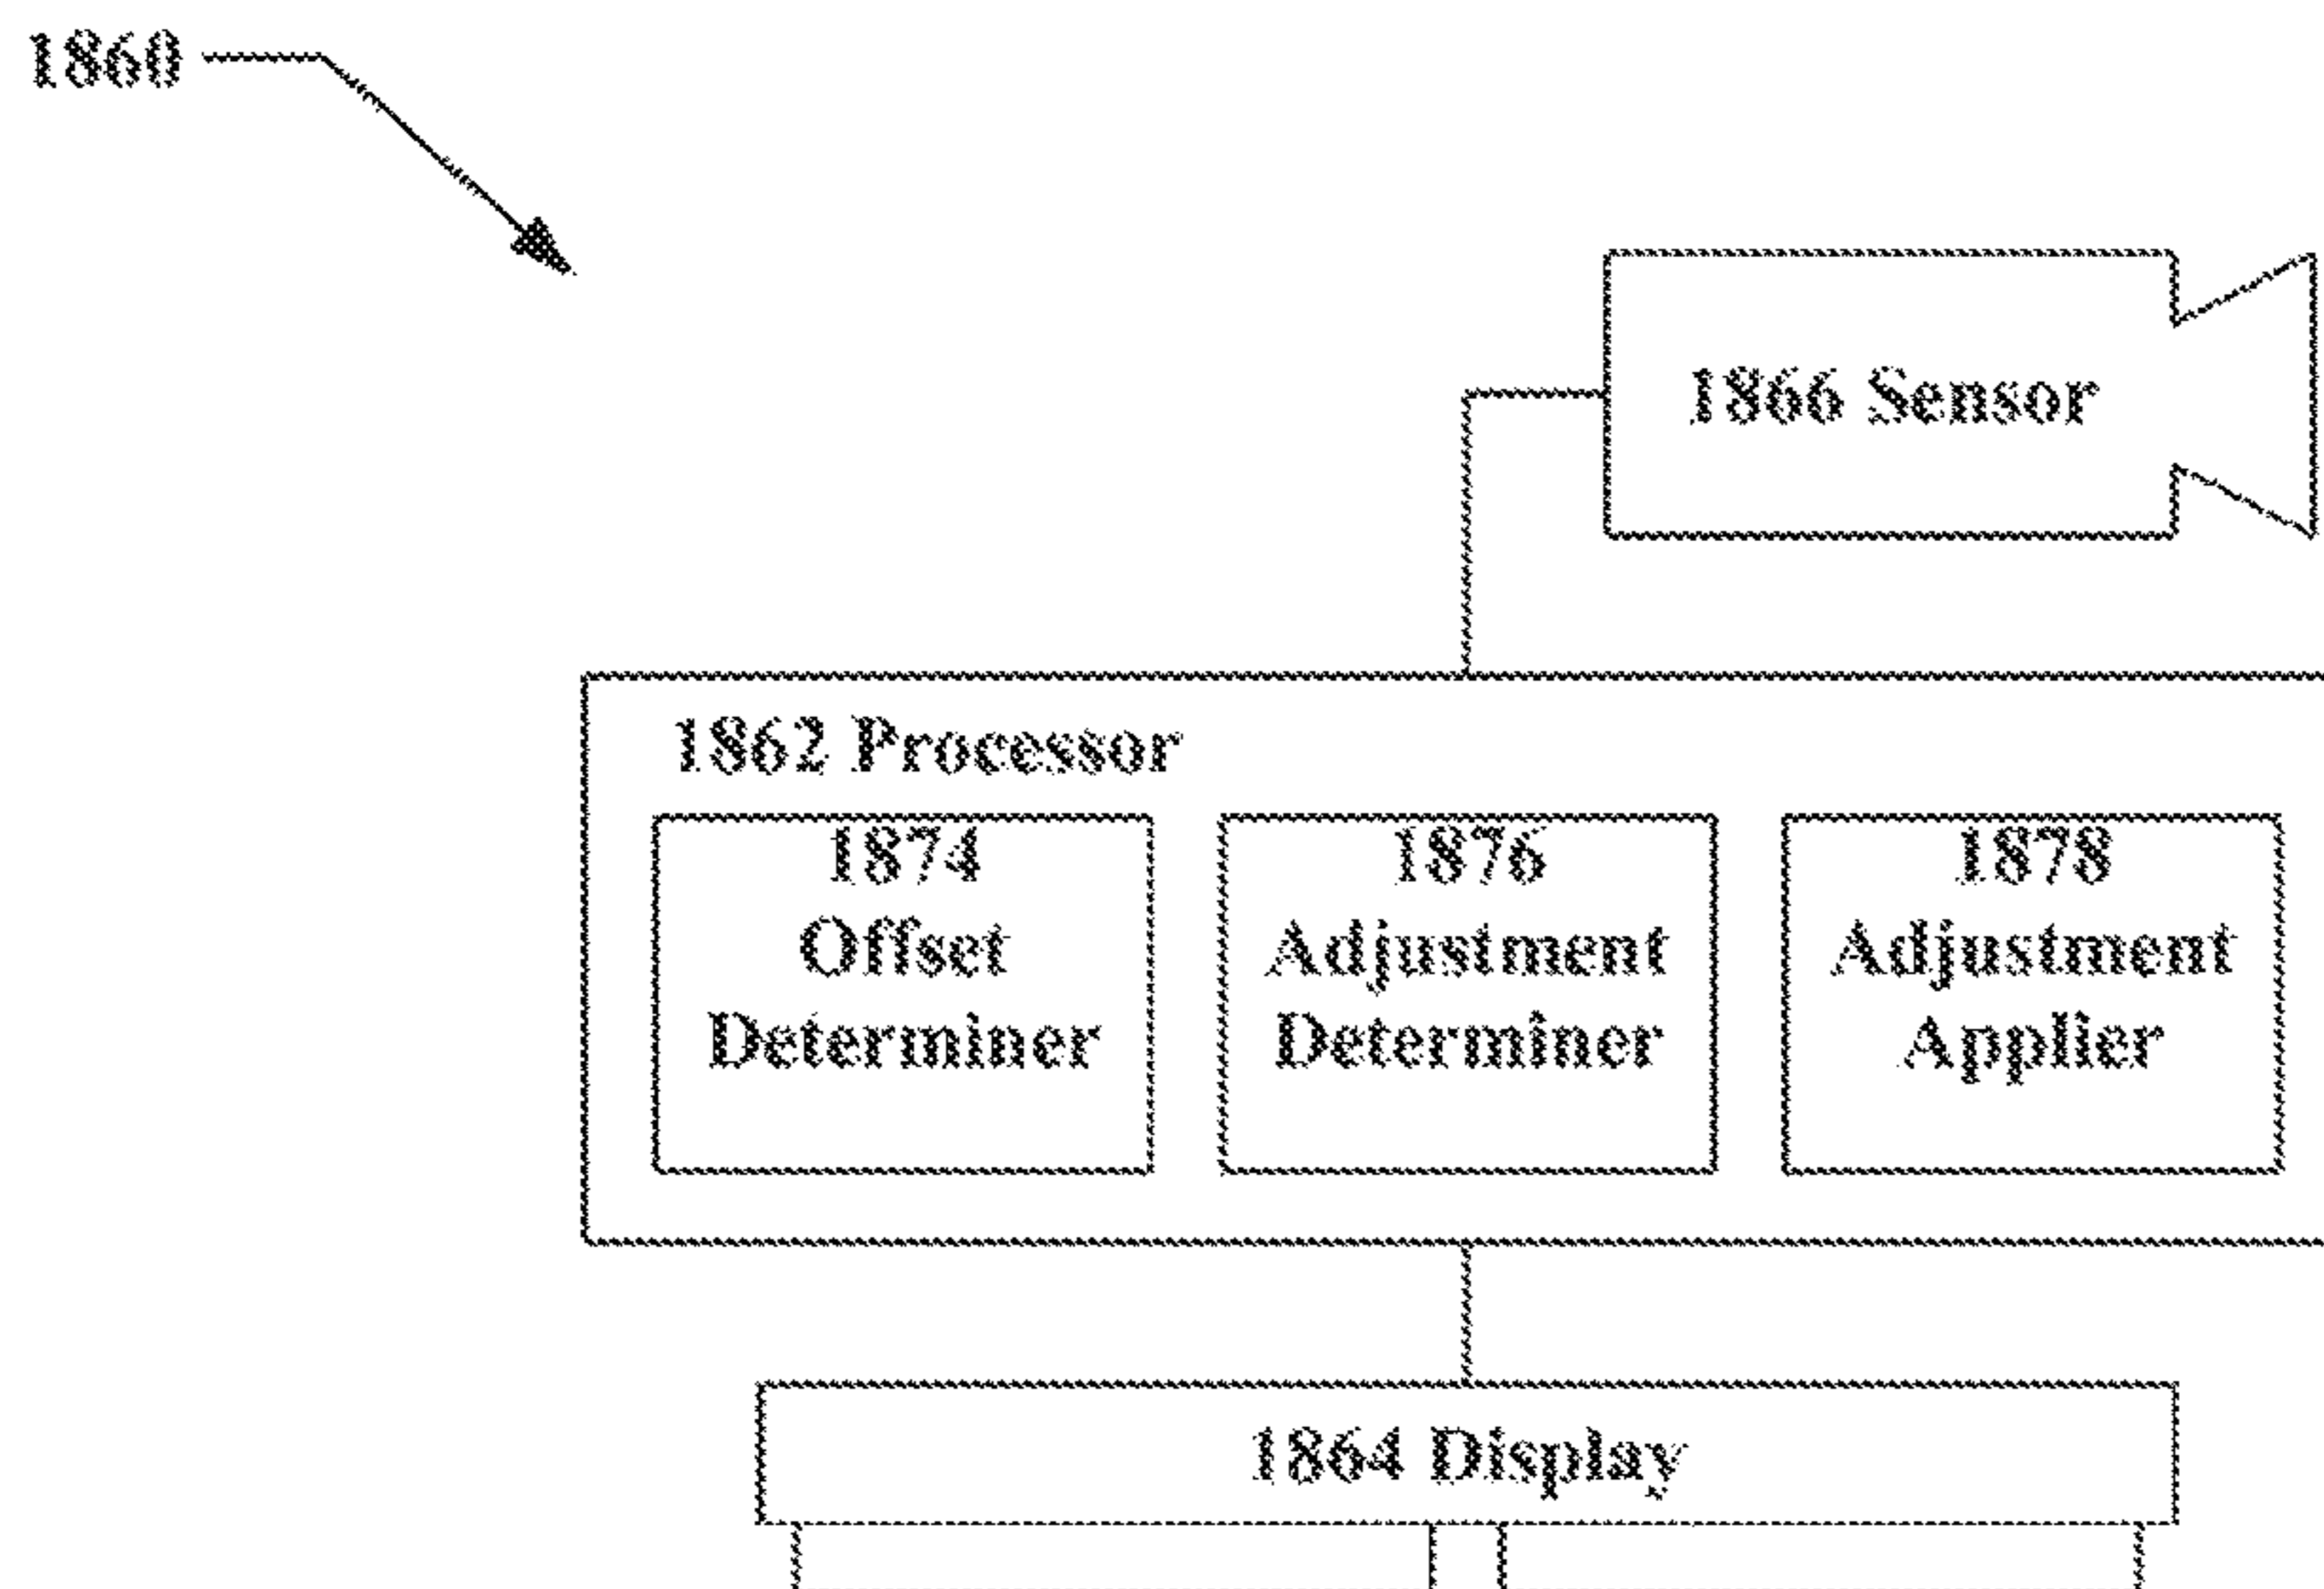 1860
1866 Sensor
1862 Processor
1874
Offset
Determiner
1876
Adjustment
Determiner
1878
Adjustment
Applier
1864 Display